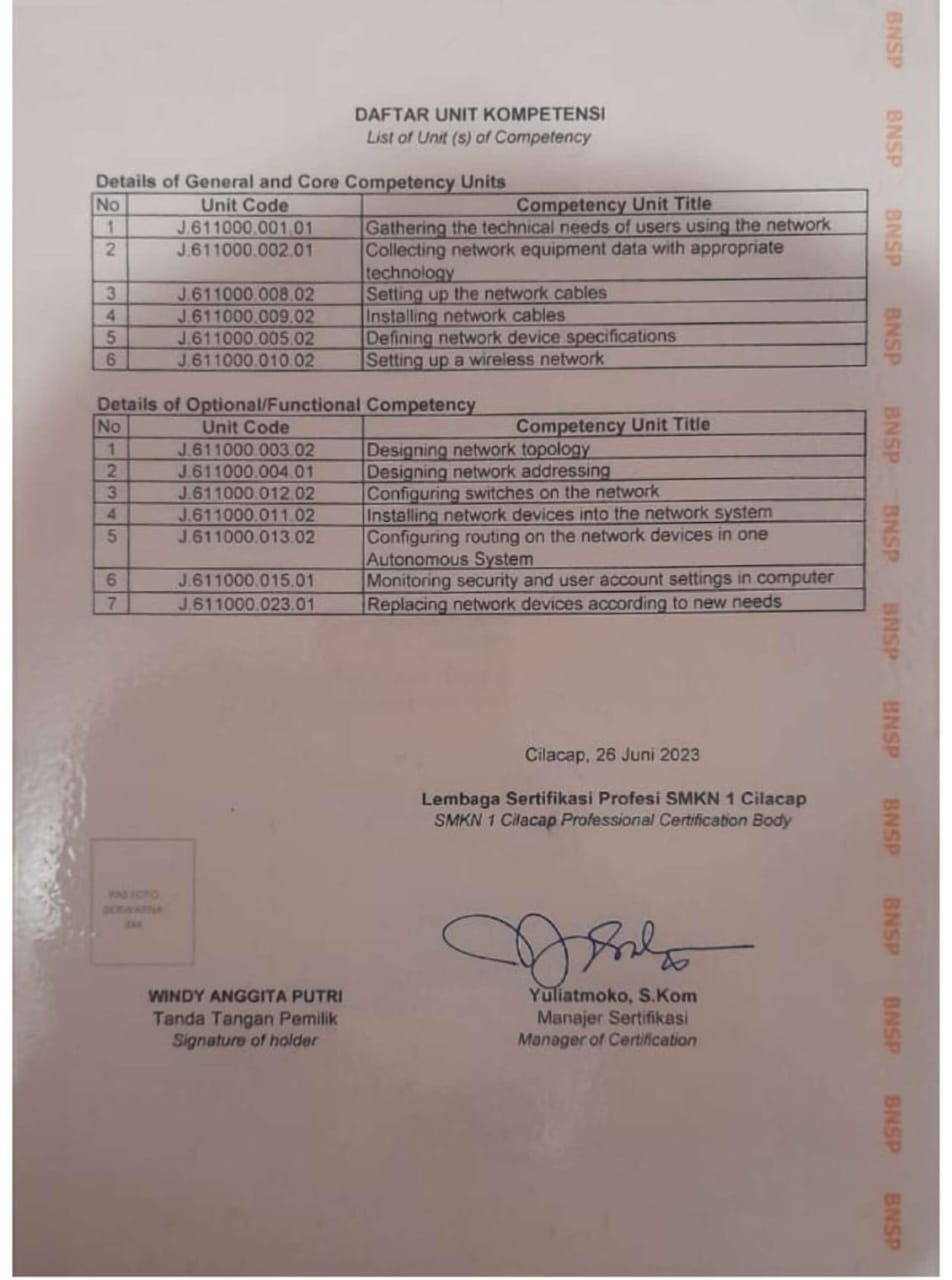 DAFTAR UNIT KOMPETENSI
List of Unit (s) of Competency
Details of General and Core Competency Units
No Unit Code Competency Unit Title
1 J.611000.001.01 Gathering the technical needs of users using the network
2 J.611000.002.01 Collecting network equipment data with appropriate
technology
3 J.611000.008.02 Setting up the network cables
4 J.611000.009.02 Installing network cables
5 J.611000.005.02 Defining network device specifications
6 J.611000.010.02 Setting up a wireless network
Details of Optional/Functional Competency
No Unit Code Competency Unit Title
1 J.611000.003.02 Designing network topology
2 J.611000.004.01 Designing network addressing
3 J.611000.012.02 Configuring switches on the network
4 J.611000.011.02 Installing network devices into the network system
5 J.611000.013.02 Configuring routing on the network devices in one
Autonomous System
6 J.611000.015.01 Monitoring security and user account settings in computer
7 J.611000.023.01 Replacing network devices according to new needs
Cilacap, 26 Juni 2023
Lembaga Sertifikasi Profesi SMKN 1 Cilacap
SMKN 1 Cilacap Professional Certification Body
PAS FOTO
BERWARNA
WINDY ANGGITA PUTRI
Tanda Tangan Pemilik
Signature of holder
Yuliatmoko, S.Kom
Manajer Sertifikasi
Manager of Certification
BNSP
BNSP
BNSP
BNSP
BNSP
BNSP
BNSP
BNSP
BNSP
BNSP
BNSP
BNSP
BNSP